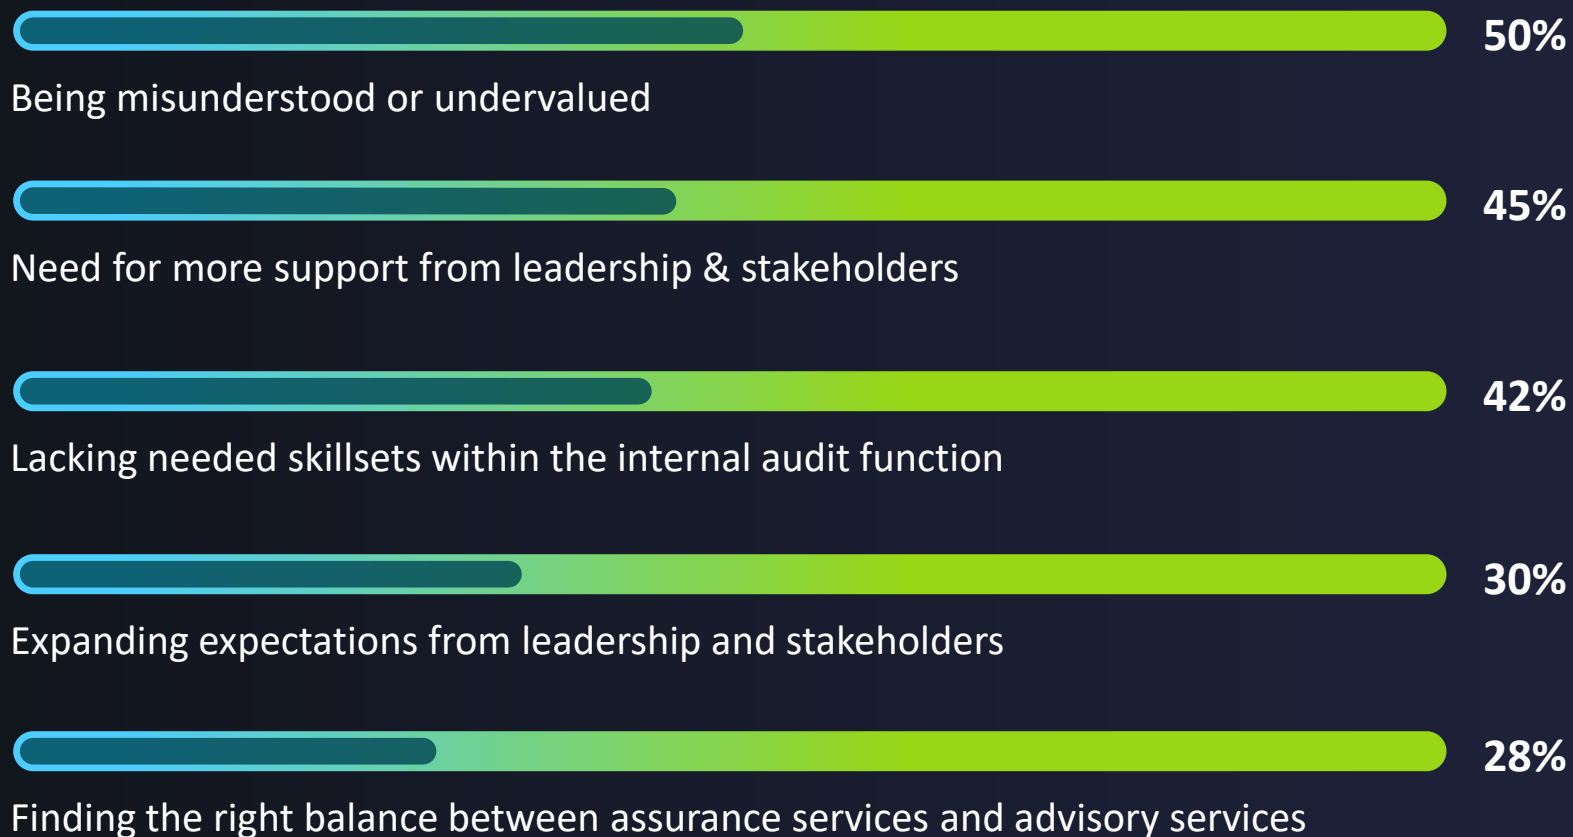 50%
Being misunderstood or undervalued
45%
Need for more support from leadership & stakeholders
42%
Lacking needed skillsets within the internal audit function
30%
Expanding expectations from leadership and stakeholders
28%
Finding the right balance between assurance services and advisory services